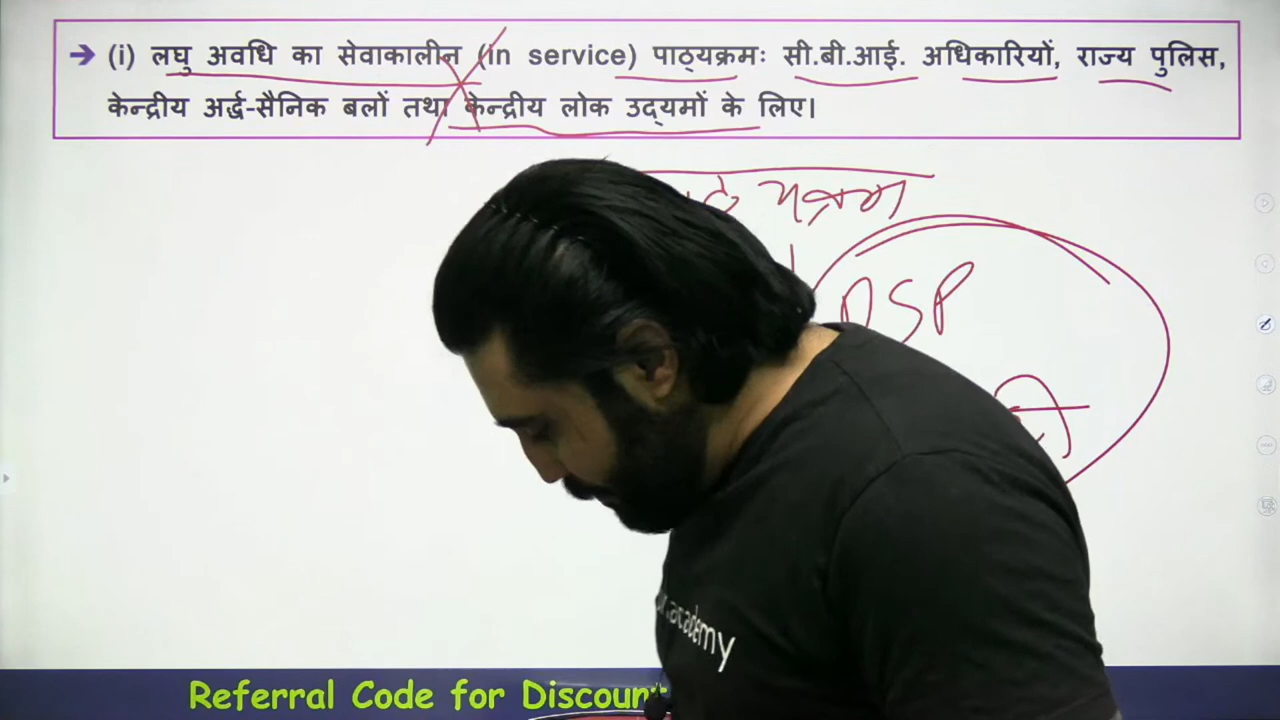 → (i) लघु अवधि का सेवाकालीन (in service) पाठ्यक्रमः सी.बी.आई. अधिकारियों, राज्य पुलिस,
केन्द्रीय अर्द्ध-सैनिक बलों तथा केन्द्रीय लोक उद्यमों के लिए।
DSP
academy
Referral Code for Discount